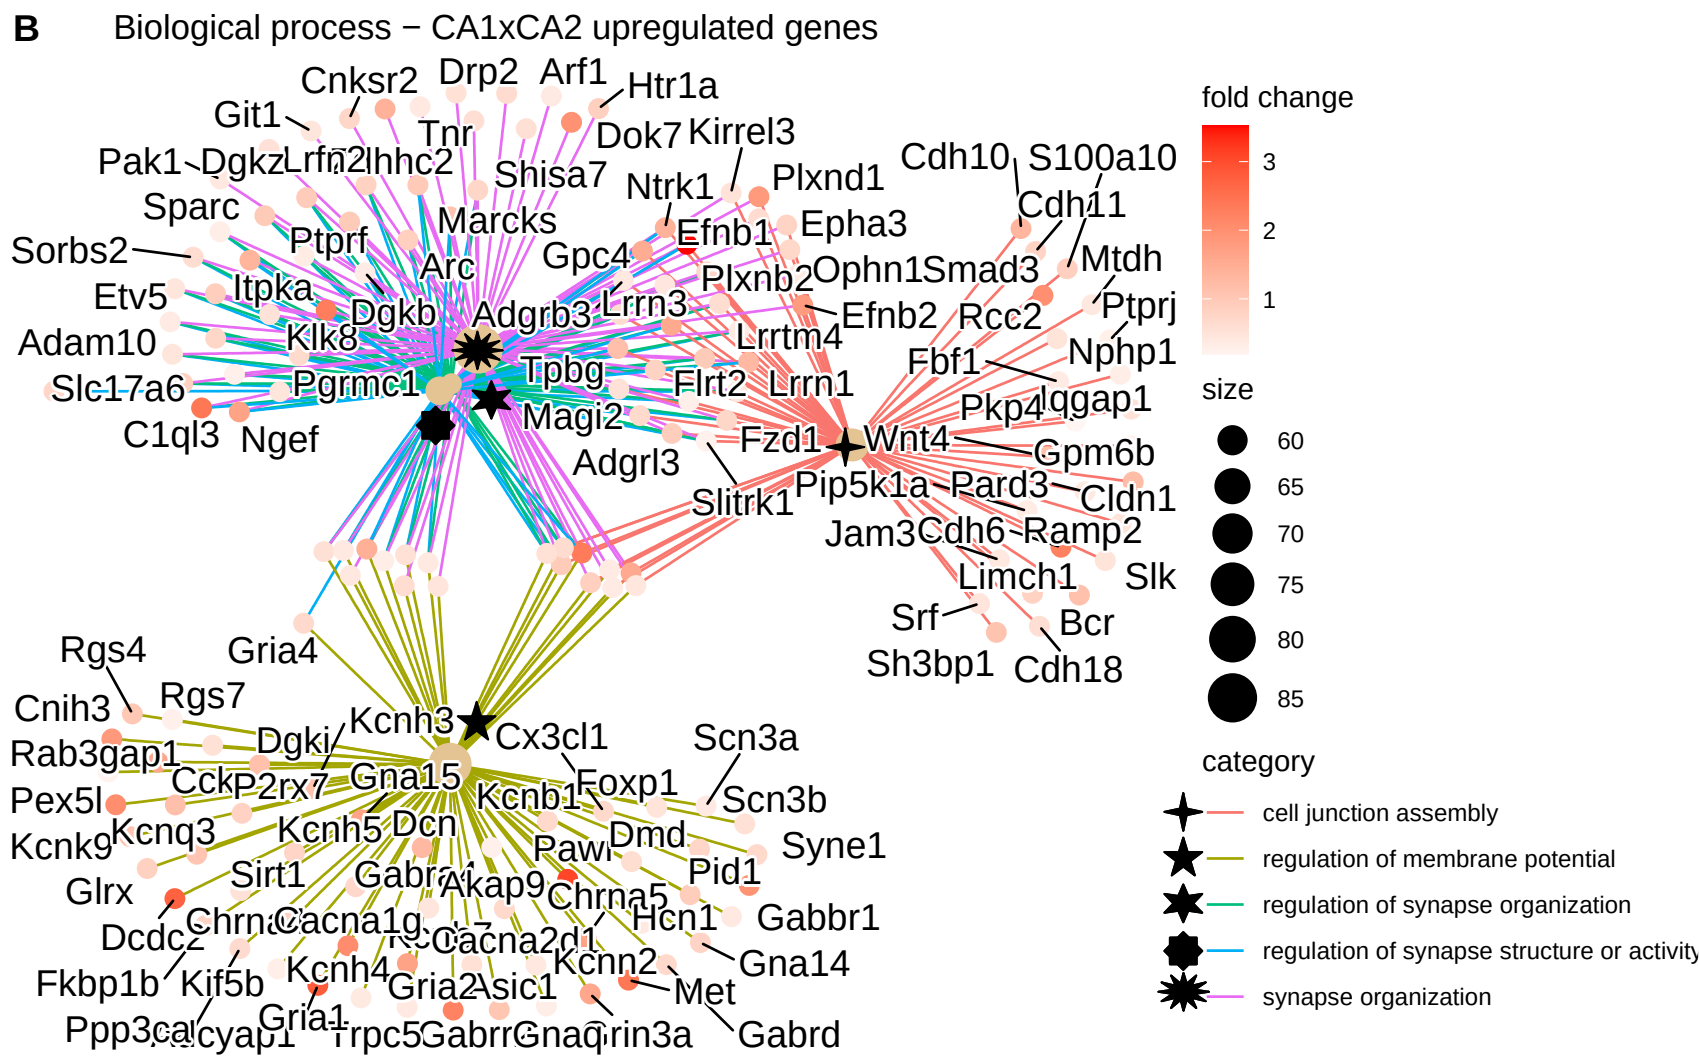 B Biological process − CA1xCA2 upregulated genes
Cnksr2 Drp2 Arf1 Htr1a
Git1 Tnr Dok7 Kirrel3
Pak1 Dgkz Lrfn2 Shisa7 Ntrk1 Plxnd1 Cdh10 S100a10
Sparc Marcks Efnb1 Epha3 Cdh11
Sorbs2 Ptprf Arc Gpc4 Plxnb2 Ophn1 Smad3 Mtdh
Etv5 Itpka Dgkb Adgrb3 Lrrn3 Efnb2 Rcc2 Ptprj
Adam10 Klk8 Lrrtm4 Fbf1 Nphp1
Slc17a6 Pgrmc1 Tpbg Flrt2 Lrrn1 Pkp4 Iqgap1
C1ql3 Ngef Magi2 Fzd1 Wnt4 Gpm6b
Adgrl3 Slitrk1 Pip5k1a Pard3 Cldn1
Jam3 Cdh6 Ramp2
Limch1 Slk
Srf Bcr
Sh3bp1 Cdh18
Gria4
Rgs4 Rgs7
Cnih3 Kcnh3 Cx3cl1 Scn3a
Rab3gap1 Dgki
Cck P2rx7 Gna15 Kcnb1 Foxp1 Scn3b
Pex5l Kcnq3 Kcnh5 Dcn Dmd
Kcnk9 Syne1
Glrx Sirt1 Akap9 Chrna5 Pid1
Cacna1g Cacna2d1 Hcn1 Gabbr1
Dcdc2 Kcnn2 Gna14
Fkbp1b Kif5b Kcnh4 Gria2 Asic1 Met
Ppp3ca Gria1 Trpc5 Gnaq Grin3a Gabrd
fold change
3
2
1
size
60
65
70
75
80
85
category
cell junction assembly
regulation of membrane potential
regulation of synapse organization
regulation of synapse structure or activity
synapse organization